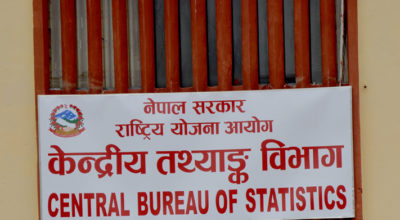 नेपाल सरकार
राष्ट्रिय योजना आयोग
केन्द्रीय तथ्याङ्क विभाग
CENTRAL BUREAU OF STATISTICS